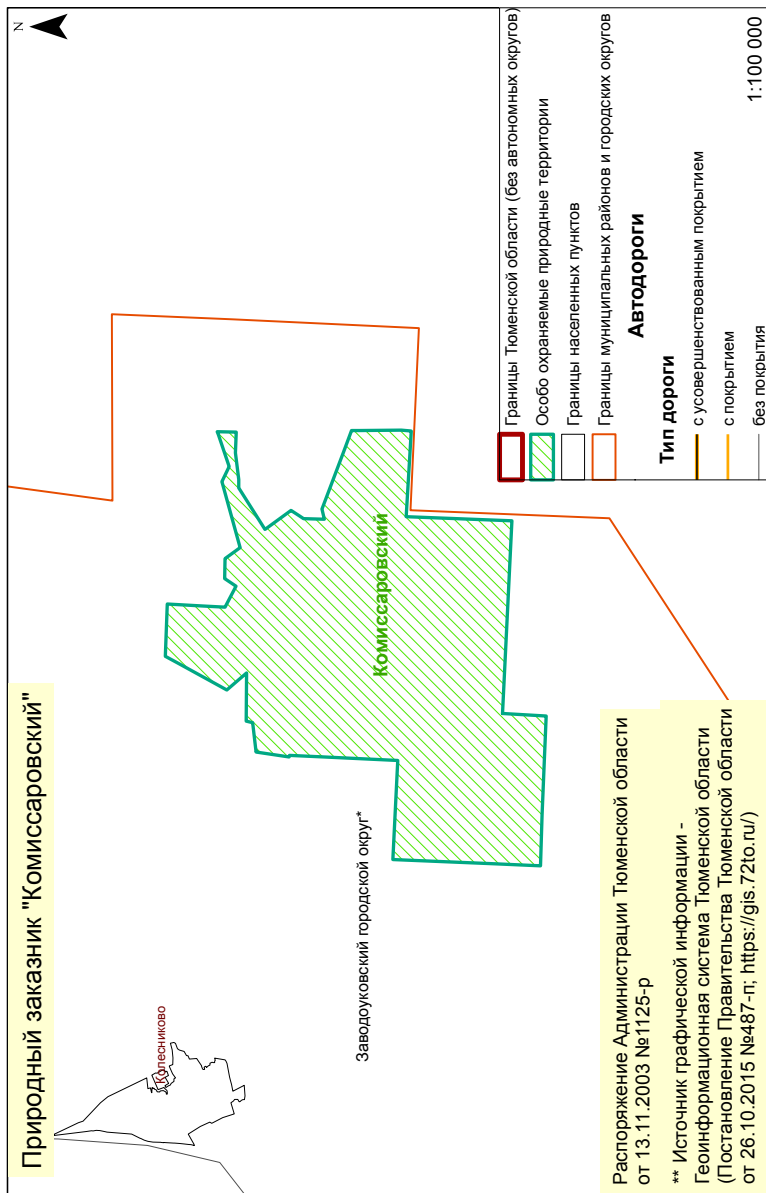 Природный заказник "Комиссаровский"
N
Колесниково
Заводоуковский городской округ*
Комиссаровский
Распоряжение Администрации Тюменской области
от 13.11.2003 №1125-р
** Источник графической информации -
Геоинформационная система Тюменской области
(Постановление Правительства Тюменской области
от 26.10.2015 №487-п; https://gis.72to.ru/)
Границы Тюменской области (без автономных округов)
Особо охраняемые природные территории
Границы населенных пунктов
Границы муниципальных районов и городских округов
Автодороги
Тип дороги
с усовершенствованным покрытием
с покрытием
без покрытия
1:100 000